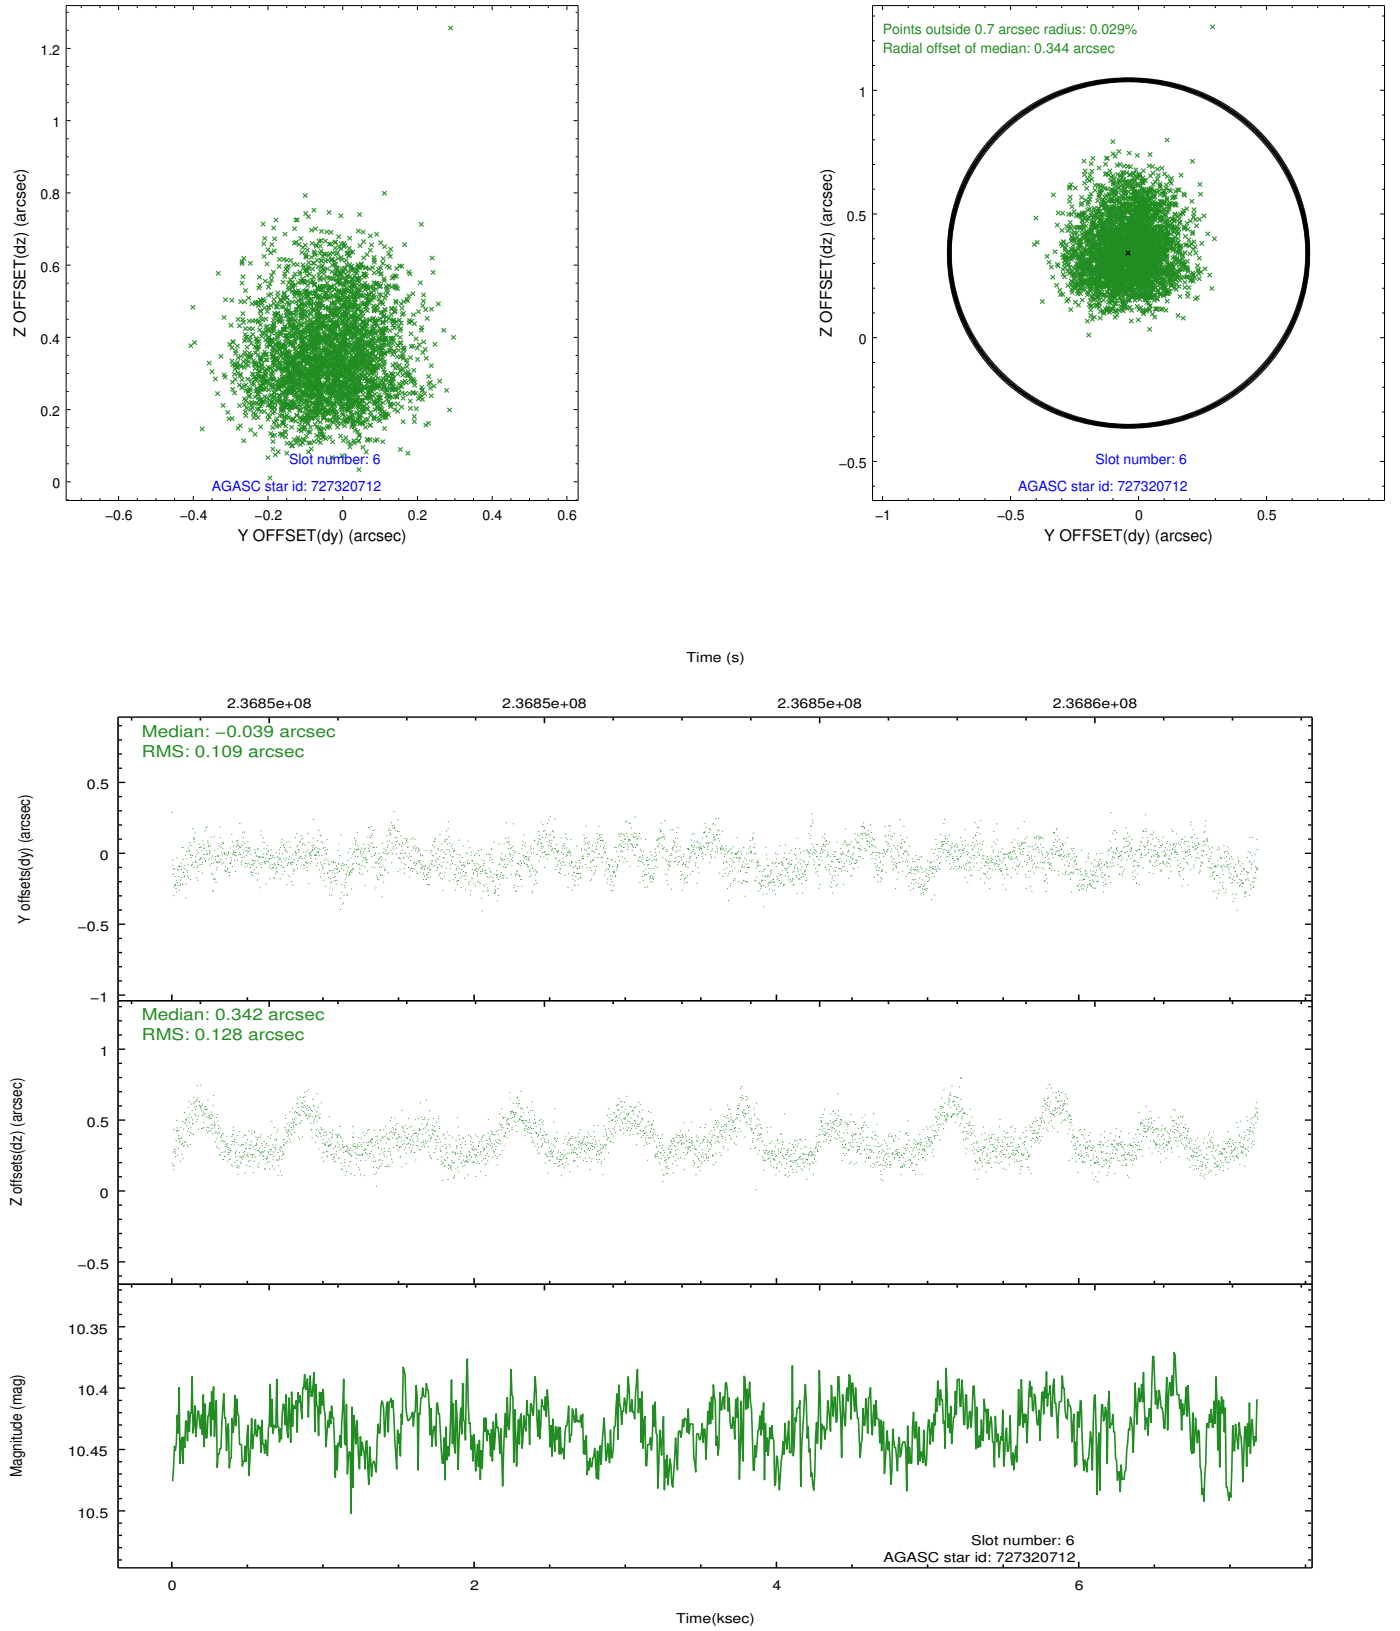 1.2
1
0.8
0.6
0.4
0.2
0
Z OFFSET(dz) (arcsec)
Slot number: 6
AGASC star id: 727320712
−0.6 −0.4 −0.2 0 0.2 0.4 0.6
Y OFFSET(dy) (arcsec)
Points outside 0.7 arcsec radius: 0.029%
Radial offset of median: 0.344 arcsec
1
0.5
0
−0.5
Z OFFSET(dz) (arcsec)
Slot number: 6
AGASC star id: 727320712
−1 −0.5 0 0.5
Y OFFSET(dy) (arcsec)
Time (s)
2.3685e+08 2.3685e+08 2.3685e+08 2.3686e+08
Median: −0.039 arcsec
RMS: 0.109 arcsec
0.5
0
−0.5
−1
Y offsets(dy) (arcsec)
Median: 0.342 arcsec
RMS: 0.128 arcsec
1
0.5
0
−0.5
Z offsets(dz) (arcsec)
10.35
10.4
10.45
10.5
Magnitude (mag)
Slot number: 6
AGASC star id: 727320712
0 2 4 6
Time(ksec)